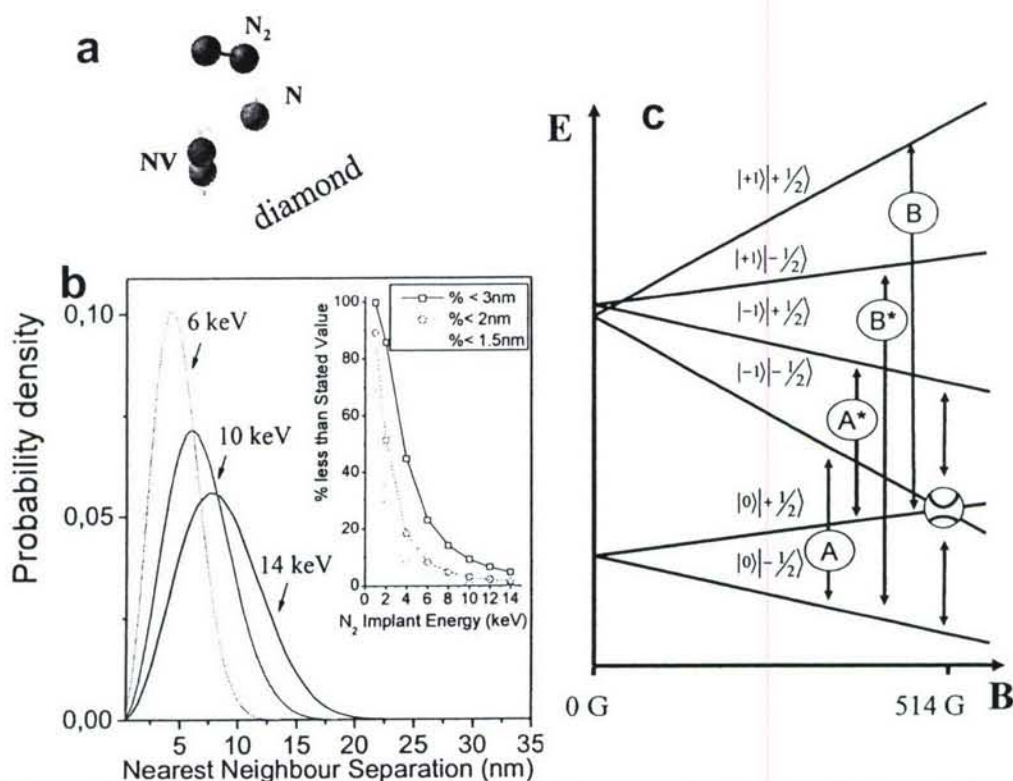 a
N₂
N
NV
diamond
b
Probability density
0,10
0,05
0,00
6 keV
10 keV
14 keV
5 10 15 20 25 30 35
Nearest Neighbour Separation (nm)
% less than Stated Value
100
80
60
40
20
0
% < 3nm
% < 2nm
% < 1.5nm
0 2 4 6 8 10 12 14
N₂ Implant Energy (keV)
c
E
|+1⟩|+1/2⟩
|+1⟩|−1/2⟩
|−1⟩|+1/2⟩
|−1⟩|−1/2⟩
|0⟩|+1/2⟩
|0⟩|−1/2⟩
B
B*
A*
A
0 G
514 G
B